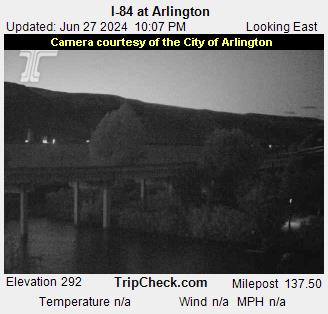 I-84 at Arlington
Updated: Jun 27 2024 10:07 PM Looking East
Camera courtesy of the City of Arlington
Elevation 292 TripCheck.com Milepost 137.50
Temperature n/a Wind n/a MPH n/a